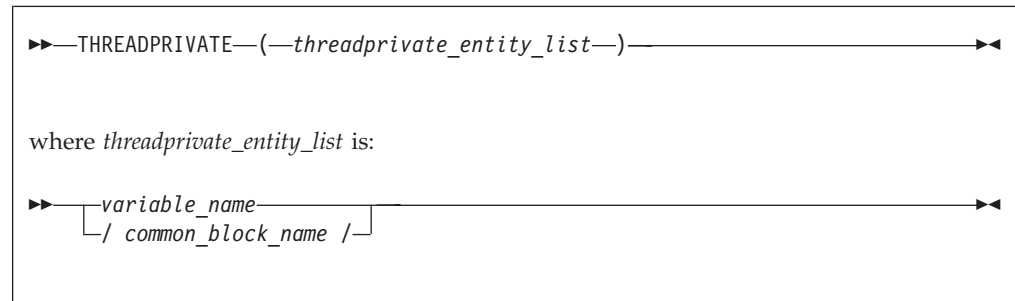 THREADPRIVATE ( threadprivate_entity_list )
where threadprivate_entity_list is:
variable_name
/ common_block_name /